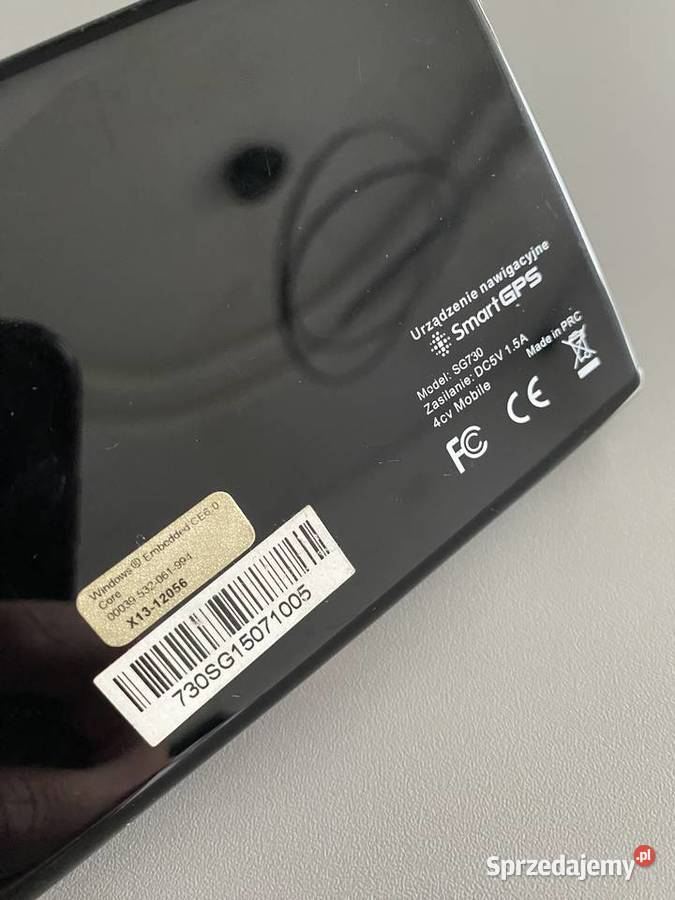 Urządzenie nawigacyjne
SmartGPS
Model: SG730
Zasilanie: DC5V 1.5A
4cv Mobile
Made in PRC
FC CE
Windows® Embedded CE6.0
Core
00039-532-061-994
X13-12056
730SG15071005
Sprzedajemy.pl